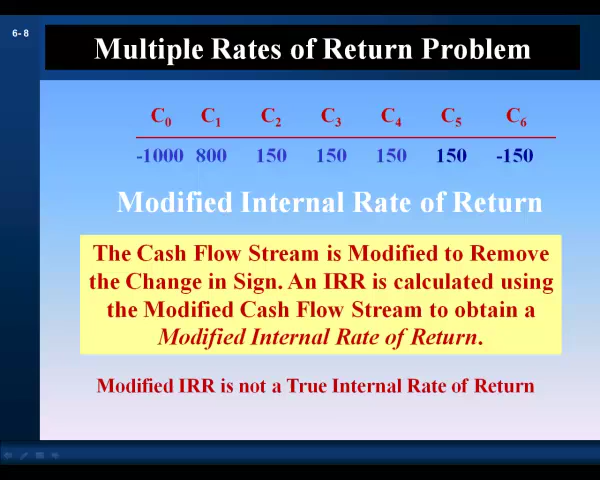 6- 8
Multiple Rates of Return Problem
C0 C1 C2 C3 C4 C5 C6
-1000 800 150 150 150 150 -150
Modified Internal Rate of Return
The Cash Flow Stream is Modified to Remove
the Change in Sign. An IRR is calculated using
the Modified Cash Flow Stream to obtain a
Modified Internal Rate of Return.
Modified IRR is not a True Internal Rate of Return